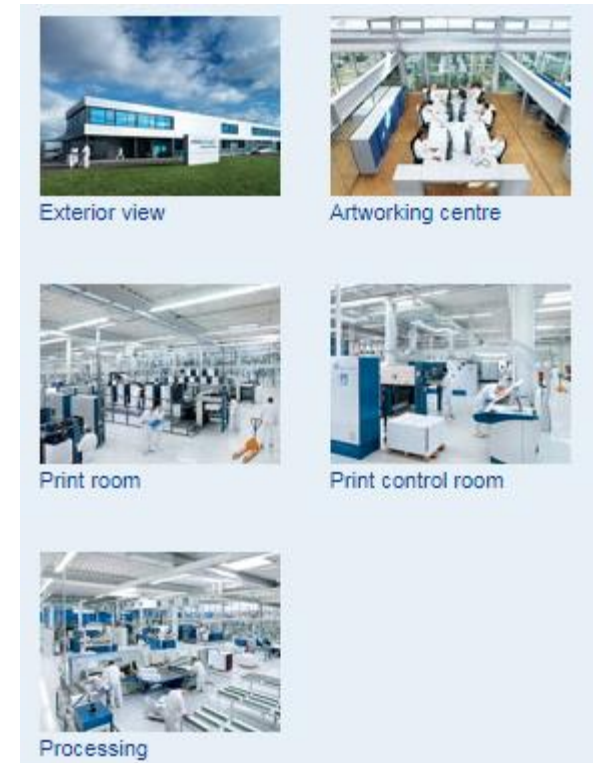 Exterior view
Artworking centre
Print room
Print control room
Processing